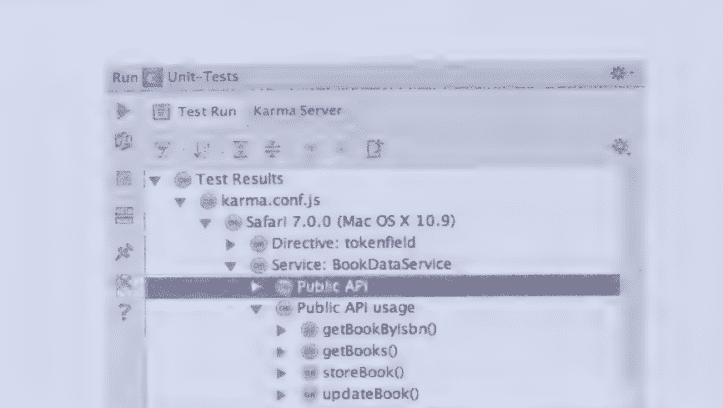 Run Unit-Tests
Test Run Karma Server
Test Results
karma.conf.js
Safari 7.0.0 (Mac OS X 10.9)
Directive: tokenfield
Service: BookDataService
Public API
Public API usage
getBookByIsbn()
getBooks()
storeBook()
updateBook()